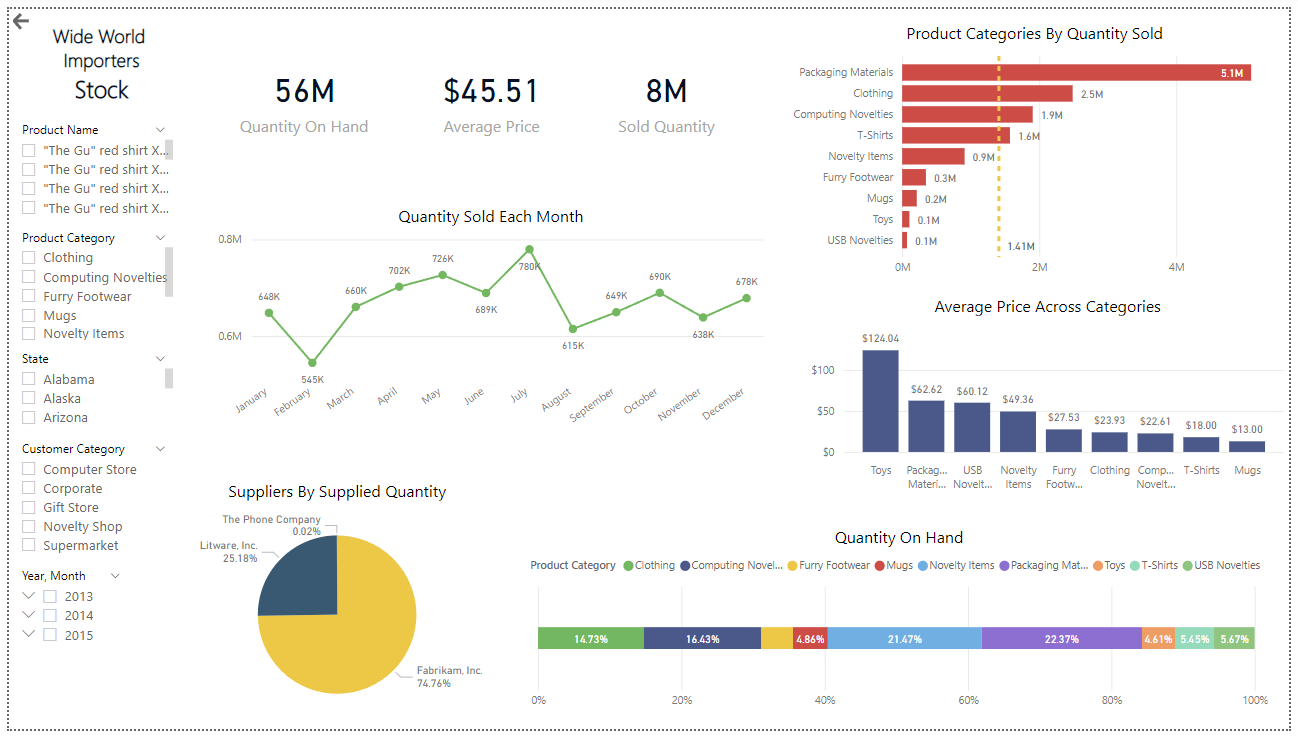 Wide World
Importers
Stock
Product Name
"The Gu" red shirt X...
"The Gu" red shirt X...
"The Gu" red shirt X...
"The Gu" red shirt X...
Product Category
Clothing
Computing Novelties
Furry Footwear
Mugs
Novelty Items
State
Alabama
Alaska
Arizona
Customer Category
Computer Store
Corporate
Gift Store
Novelty Shop
Supermarket
Year, Month
2013
2014
2015
56M
Quantity On Hand
$45.51
Average Price
8M
Sold Quantity
Quantity Sold Each Month
0.8M
0.6M
648K
545K
660K
702K
726K
689K
780K
615K
649K
690K
638K
678K
January
February
March
April
May
June
July
August
September
October
November
December
Suppliers By Supplied Quantity
The Phone Company
0.02%
Litware, Inc.
25.18%
Fabrikam, Inc.
74.76%
Product Categories By Quantity Sold
Packaging Materials 5.1M
Clothing 2.5M
Computing Novelties 1.9M
T-Shirts 1.6M
Novelty Items 0.9M
Furry Footwear 0.3M
Mugs 0.2M
Toys 0.1M
USB Novelties 0.1M
1.41M
0M 2M 4M
Average Price Across Categories
$100
$50
$0
$124.04
$62.62
$60.12
$49.36
$27.53
$23.93
$22.61
$18.00
$13.00
Toys
Packag...
Materi...
USB
Novelt...
Novelty
Items
Furry
Footw...
Clothing
Comp...
Novelt...
T-Shirts
Mugs
Quantity On Hand
Product Category Clothing Computing Novel... Furry Footwear Mugs Novelty Items Packaging Mat... Toys T-Shirts USB Novelties
14.73% 16.43% 4.86% 21.47% 22.37% 4.61% 5.45% 5.67%
0% 20% 40% 60% 80% 100%